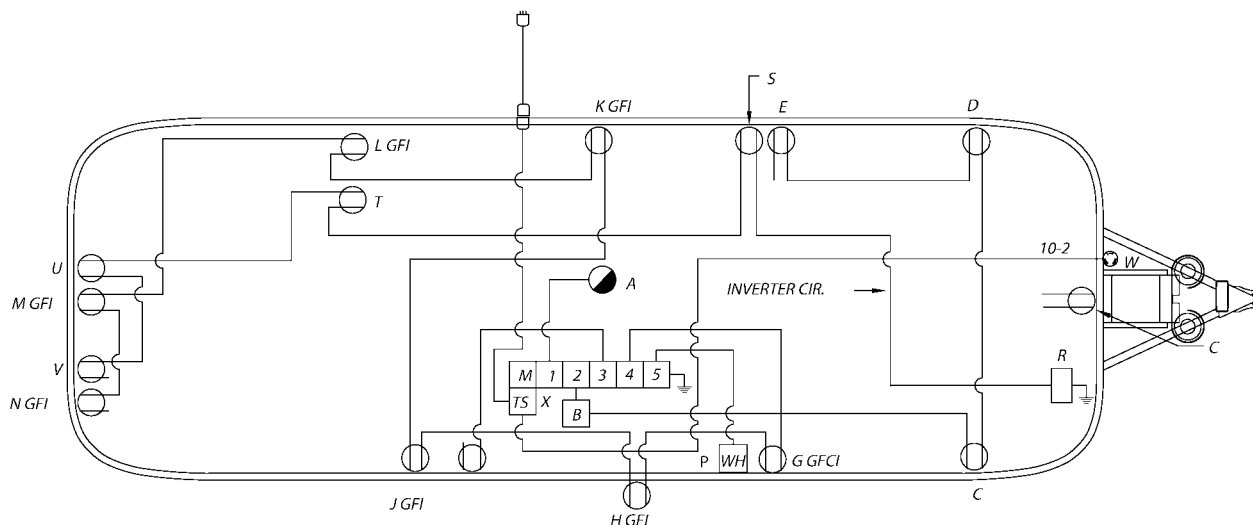 S
K GFI
E
D
L GFI
T
10-2
W
U
M GFI
A
INVERTER CIR.
C
R
M 1 2 3 4 5
V
TS X
B
N GFI
P
WH
G GFCI
C
J GFI
H GFI